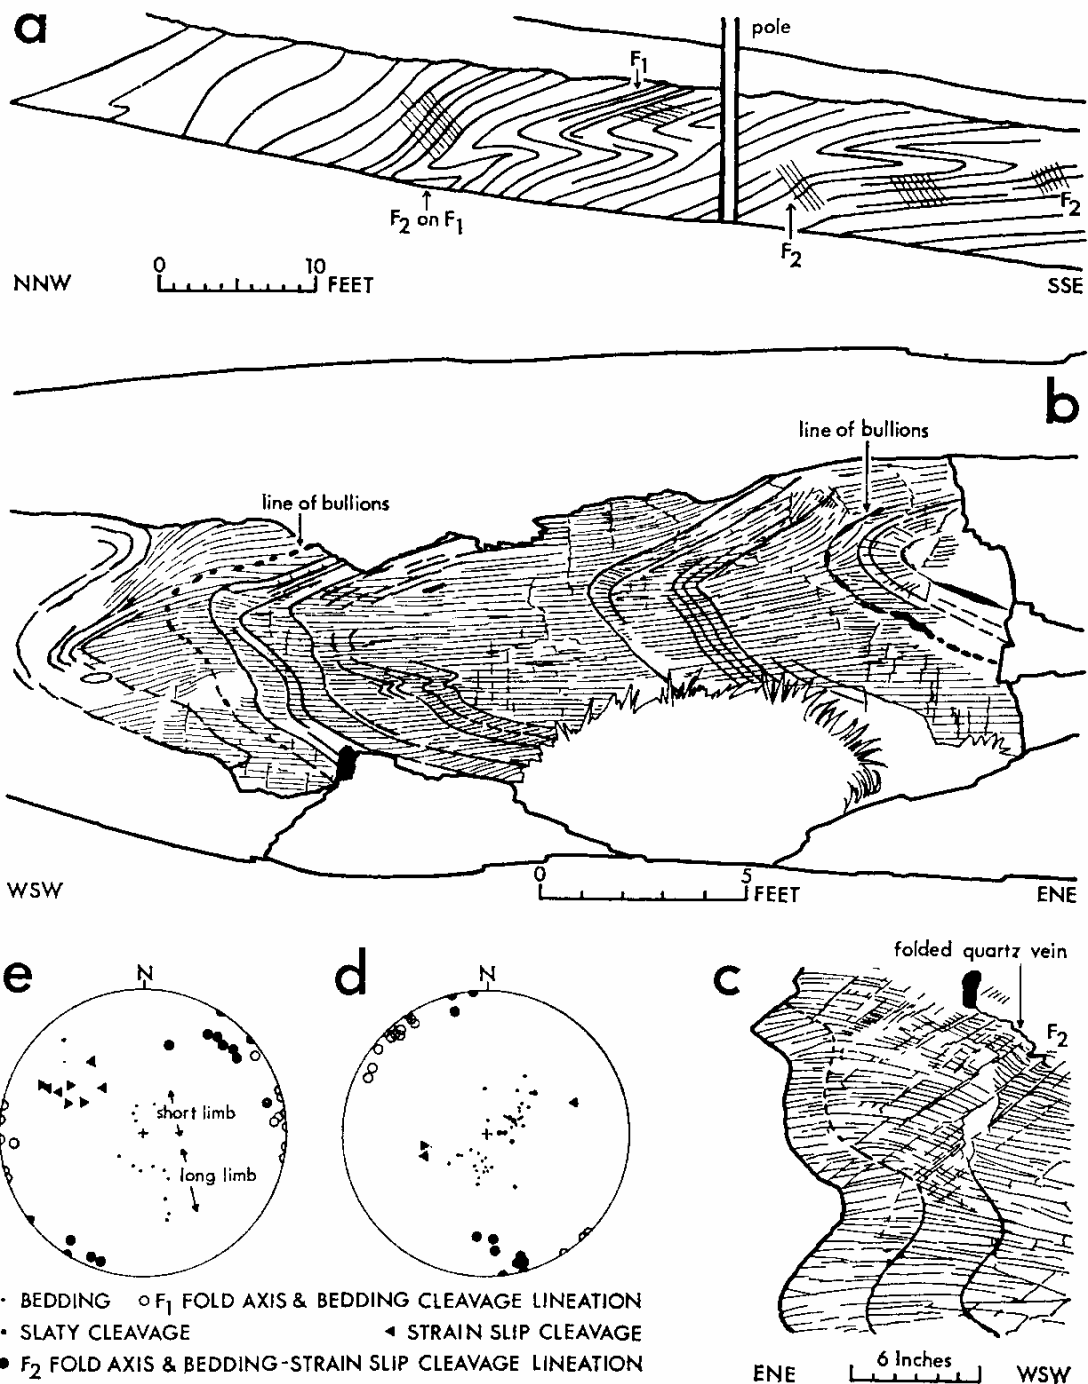 a
pole
F1
F2 on F1
F2
F2
0 10 FEET
NNW
SSE
b
line of bullions
line of bullions
0 5 FEET
WSW
ENE
e
N
short limb
long limb
d
N
c
folded quartz vein
F2
6 Inches
ENE
WSW
· BEDDING ○ F1 FOLD AXIS & BEDDING CLEAVAGE LINEATION
• SLATY CLEAVAGE ◀ STRAIN SLIP CLEAVAGE
● F2 FOLD AXIS & BEDDING-STRAIN SLIP CLEAVAGE LINEATION